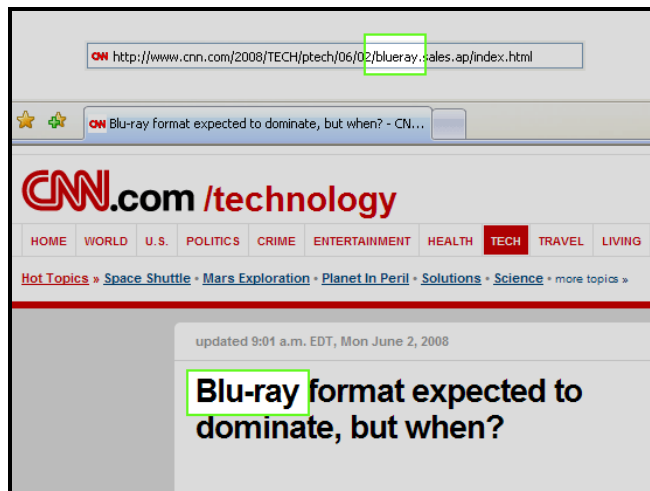 CNN http://www.cnn.com/2008/TECH/ptech/06/02/blueray.sales.ap/index.html
CNN Blu-ray format expected to dominate, but when? - CN...
CNN.com /technology
HOME WORLD U.S. POLITICS CRIME ENTERTAINMENT HEALTH TECH TRAVEL LIVING
Hot Topics » Space Shuttle • Mars Exploration • Planet In Peril • Solutions • Science • more topics »
updated 9:01 a.m. EDT, Mon June 2, 2008
Blu-ray format expected to
dominate, but when?